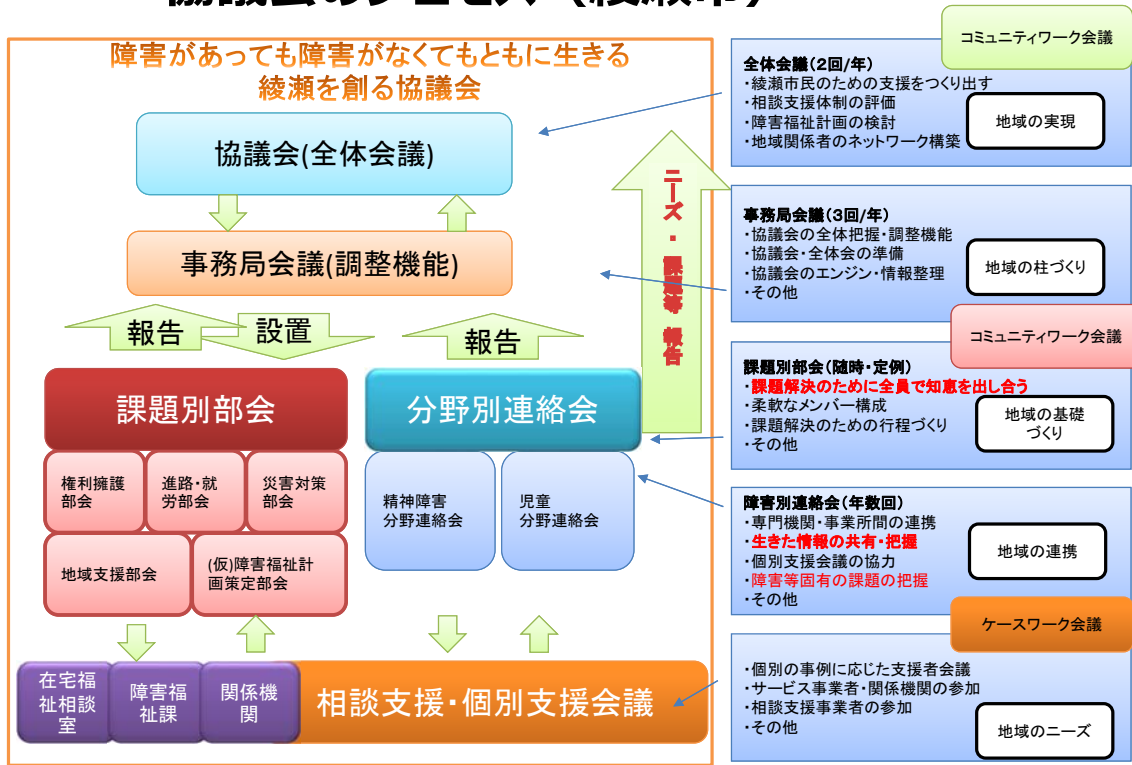 協議会のプロセス（綾瀬市）
障害があっても障害がなくてもともに生きる
綾瀬を創る協議会
協議会(全体会議)
事務局会議(調整機能)
報告
設置
報告
ニーズ・課題等 報告
課題別部会
分野別連絡会
権利擁護
部会
進路・就
労部会
災害対策
部会
地域支援部会
(仮)障害福祉計
画策定部会
精神障害
分野連絡会
児童
分野連絡会
在宅福
祉相談
室
障害福
祉課
関係機
関
相談支援・個別支援会議
コミュニティワーク会議
全体会議（2回/年）
・綾瀬市民のための支援をつくり出す
・相談支援体制の評価
・障害福祉計画の検討
・地域関係者のネットワーク構築
地域の実現
事務局会議（3回/年）
・協議会の全体把握・調整機能
・協議会・全体会の準備
・協議会のエンジン・情報整理
・その他
地域の柱づくり
コミュニティワーク会議
課題別部会（随時・定例）
・課題解決のために全員で知恵を出し合う
・柔軟なメンバー構成
・課題解決のための行程づくり
・その他
地域の基礎
づくり
障害別連絡会（年数回）
・専門機関・事業所間の連携
・生きた情報の共有・把握
・個別支援会議の協力
・障害等固有の課題の把握
・その他
地域の連携
ケースワーク会議
・個別の事例に応じた支援者会議
・サービス事業者・関係機関の参加
・相談支援事業者の参加
・その他
地域のニーズ